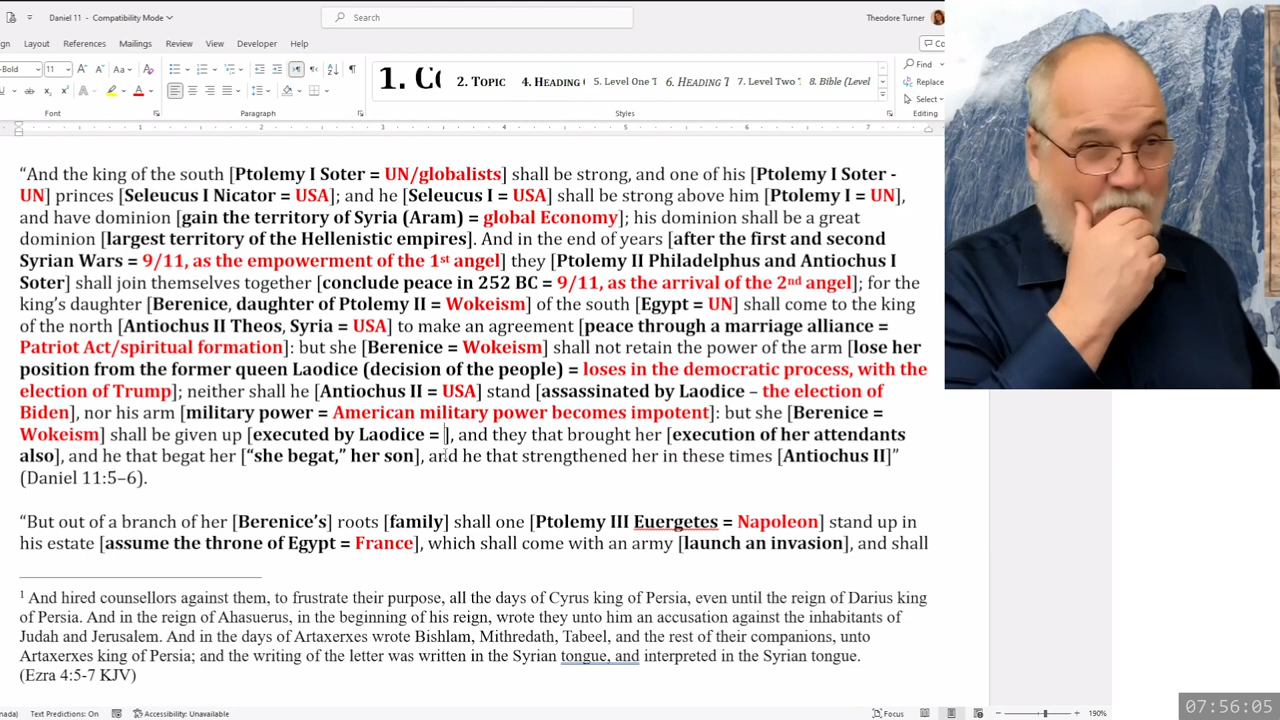 Daniel 11 - Compatibility Mode
Search
Theodore Turner
Layout References Mailings Review View Developer Help
11 Aa
1. 2. Topic 4. Heading 5. Level One 6. Heading 7. Level Two 8. Bible (Level
Find
Replace
Select
Font Paragraph Styles Editing
1 2 3 4 5 6 7
“And the king of the south [Ptolemy I Soter = UN/globalists] shall be strong, and one of his [Ptolemy I Soter -
UN] princes [Seleucus I Nicator = USA]; and he [Seleucus I = USA] shall be strong above him [Ptolemy I = UN],
and have dominion [gain the territory of Syria (Aram) = global Economy]; his dominion shall be a great
dominion [largest territory of the Hellenistic empires]. And in the end of years [after the first and second
Syrian Wars = 9/11, as the empowerment of the 1st angel] they [Ptolemy II Philadelphus and Antiochus I
Soter] shall join themselves together [conclude peace in 252 BC = 9/11, as the arrival of the 2nd angel]; for the
king’s daughter [Berenice, daughter of Ptolemy II = Wokeism] of the south [Egypt = UN] shall come to the king
of the north [Antiochus II Theos, Syria = USA] to make an agreement [peace through a marriage alliance =
Patriot Act/spiritual formation]: but she [Berenice = Wokeism] shall not retain the power of the arm [lose her
position from the former queen Laodice (decision of the people) = loses in the democratic process, with the
election of Trump]; neither shall he [Antiochus II = USA] stand [assassinated by Laodice – the election of
Biden], nor his arm [military power = American military power becomes impotent]: but she [Berenice =
Wokeism] shall be given up [executed by Laodice = ], and they that brought her [execution of her attendants
also], and he that begat her [“she begat,” her son], and he that strengthened her in these times [Antiochus II]”
(Daniel 11:5–6).
“But out of a branch of her [Berenice’s] roots [family] shall one [Ptolemy III Euergetes = Napoleon] stand up in
his estate [assume the throne of Egypt = France], which shall come with an army [launch an invasion], and shall
1 And hired counsellors against them, to frustrate their purpose, all the days of Cyrus king of Persia, even until the reign of Darius king
of Persia. And in the reign of Ahasuerus, in the beginning of his reign, wrote they unto him an accusation against the inhabitants of
Judah and Jerusalem. And in the days of Artaxerxes wrote Bishlam, Mithredath, Tabeel, and the rest of their companions, unto
Artaxerxes king of Persia; and the writing of the letter was written in the Syrian tongue, and interpreted in the Syrian tongue.
(Ezra 4:5-7 KJV)
Text Predictions: On Accessibility: Unavailable Focus 190%
07:56:05